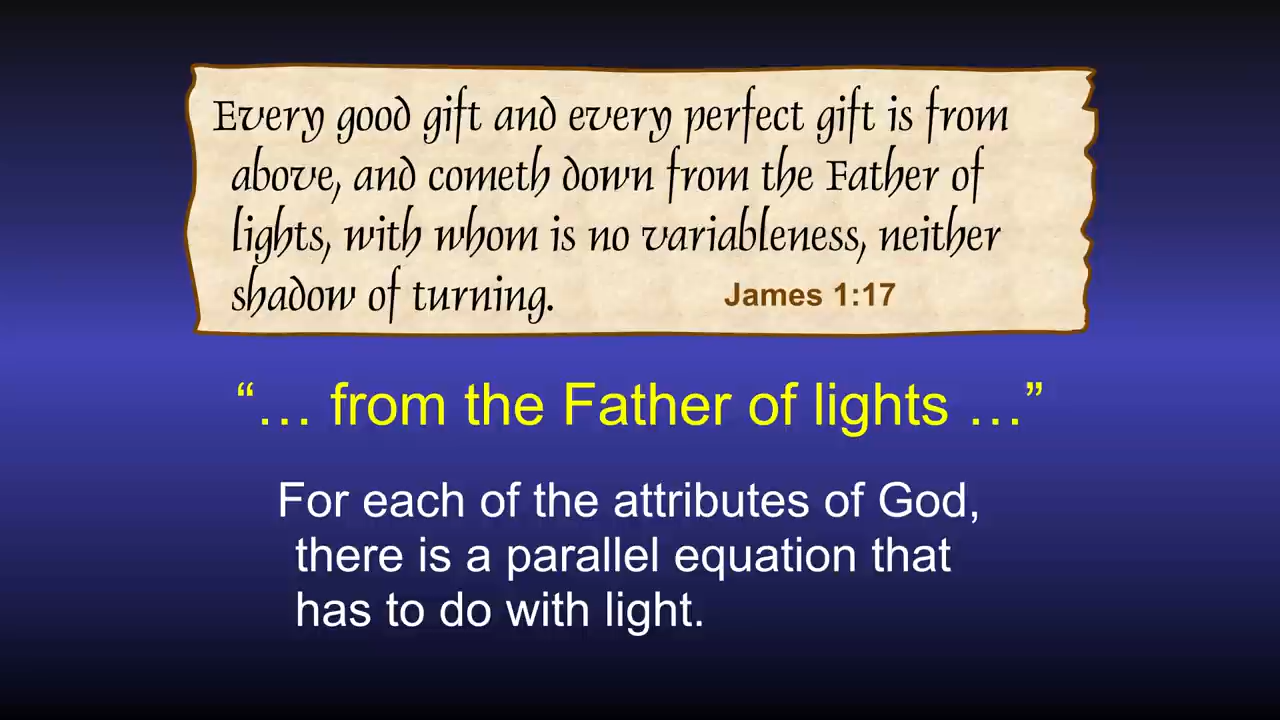 Every good gift and every perfect gift is from
above, and cometh down from the Father of
lights, with whom is no variableness, neither
shadow of turning. James 1:17
“… from the Father of lights …”
For each of the attributes of God,
there is a parallel equation that
has to do with light.